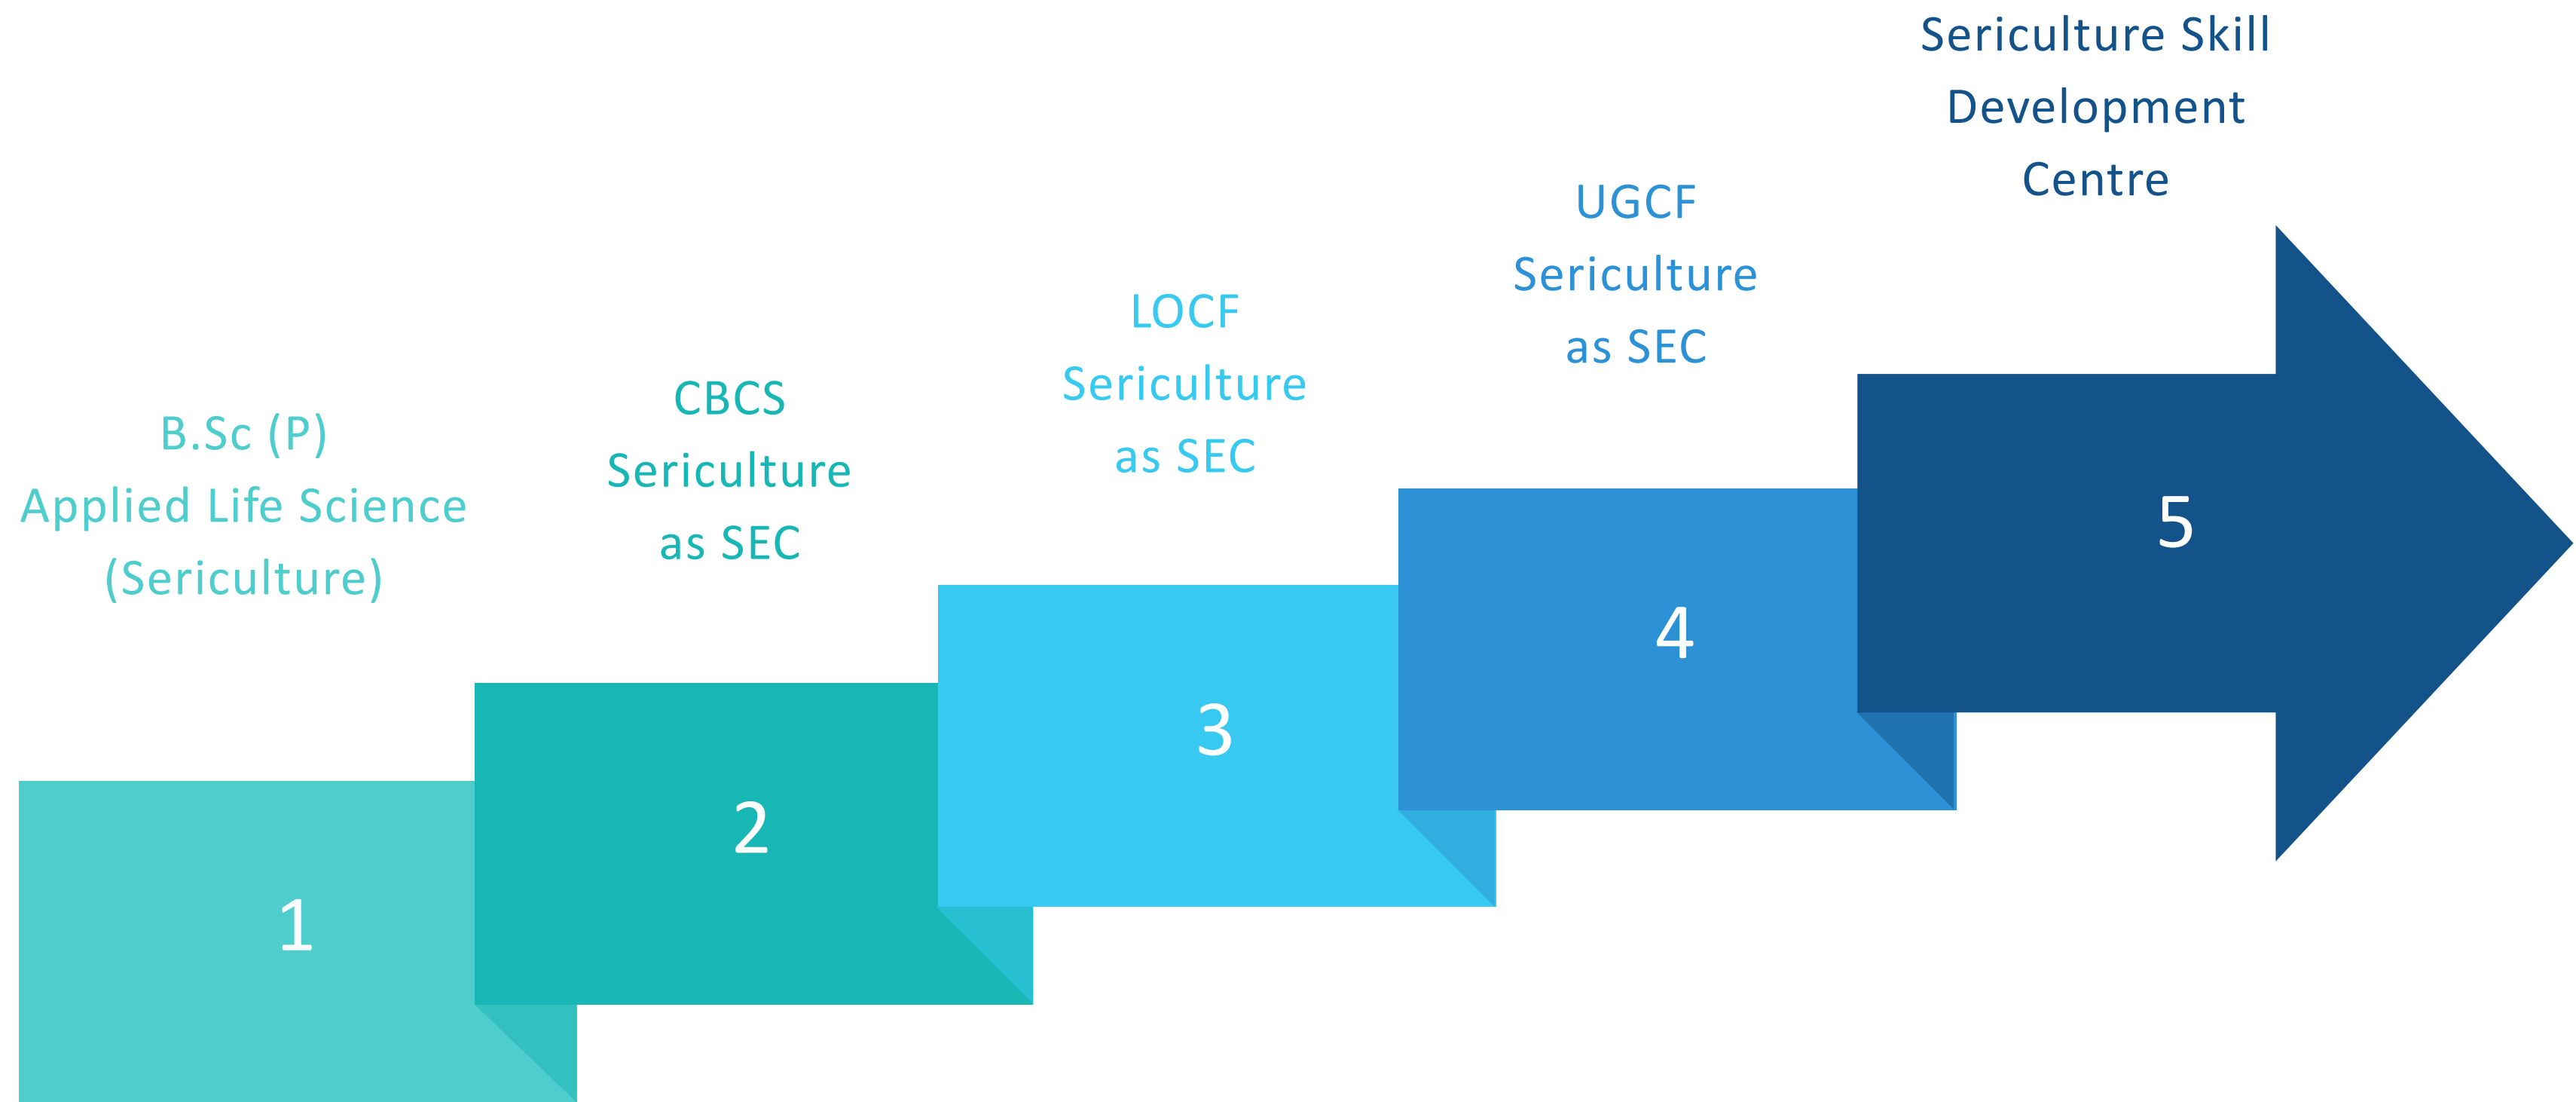 B.Sc (P)
Applied Life Science
(Sericulture)
1
CBCS
Sericulture
as SEC
2
LOCF
Sericulture
as SEC
3
UGCF
Sericulture
as SEC
4
Sericulture Skill
Development
Centre
5